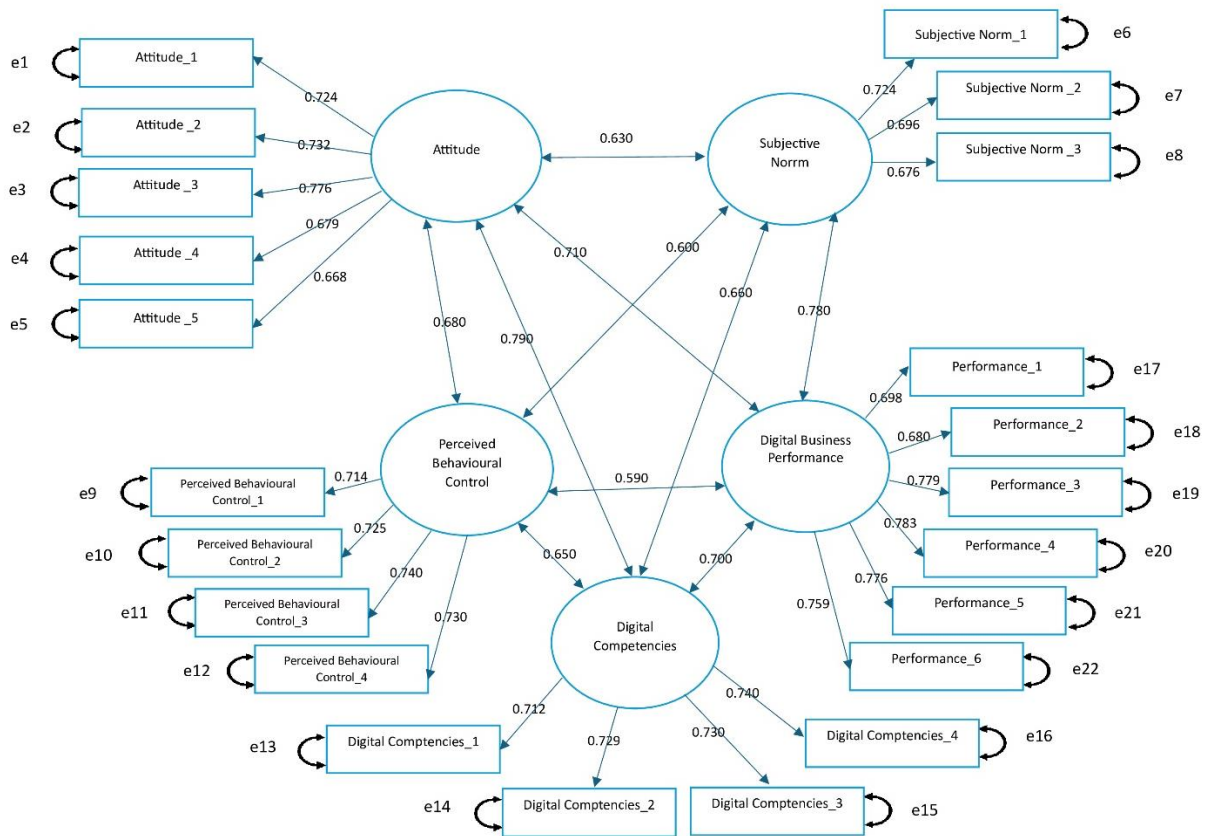 Subjective Norm_1
e6
e1
Attitude_1
0.724
0.724
Subjective Norm _2
e7
e2
Attitude _2
0.732
0.696
Attitude
0.630
Subjective
Norrm
Subjective Norm _3
e8
0.676
e3
Attitude _3
0.776
0.679
e4
Attitude _4
0.668
e5
Attitude _5
0.710
0.600
0.660
0.680
0.790
0.780
Performance_1
e17
0.698
Performance_2
e18
0.680
Perceived
Behavioural
Control
Digital Business
Performance
0.590
Performance_3
e19
0.779
e9
Perceived Behavioural
Control_1
0.714
0.783
Performance_4
e20
e10
Perceived Behavioural
Control_2
0.725
0.650
0.700
0.776
Performance_5
e21
e11
Perceived Behavioural
Control_3
0.740
0.759
Performance_6
e22
e12
Perceived Behavioural
Control_4
0.730
Digital
Competencies
0.712
0.729
0.730
0.740
e13
Digital Comptencies_1
Digital Comptencies_4
e16
e14
Digital Comptencies_2
Digital Comptencies_3
e15